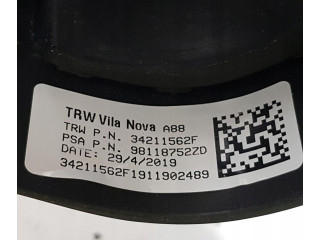 TRW Vila Nova A88
TRW P.N. 34211562F
PSA P.N. 98118752ZD
DATE: 29/4/2019
34211562F1911902489